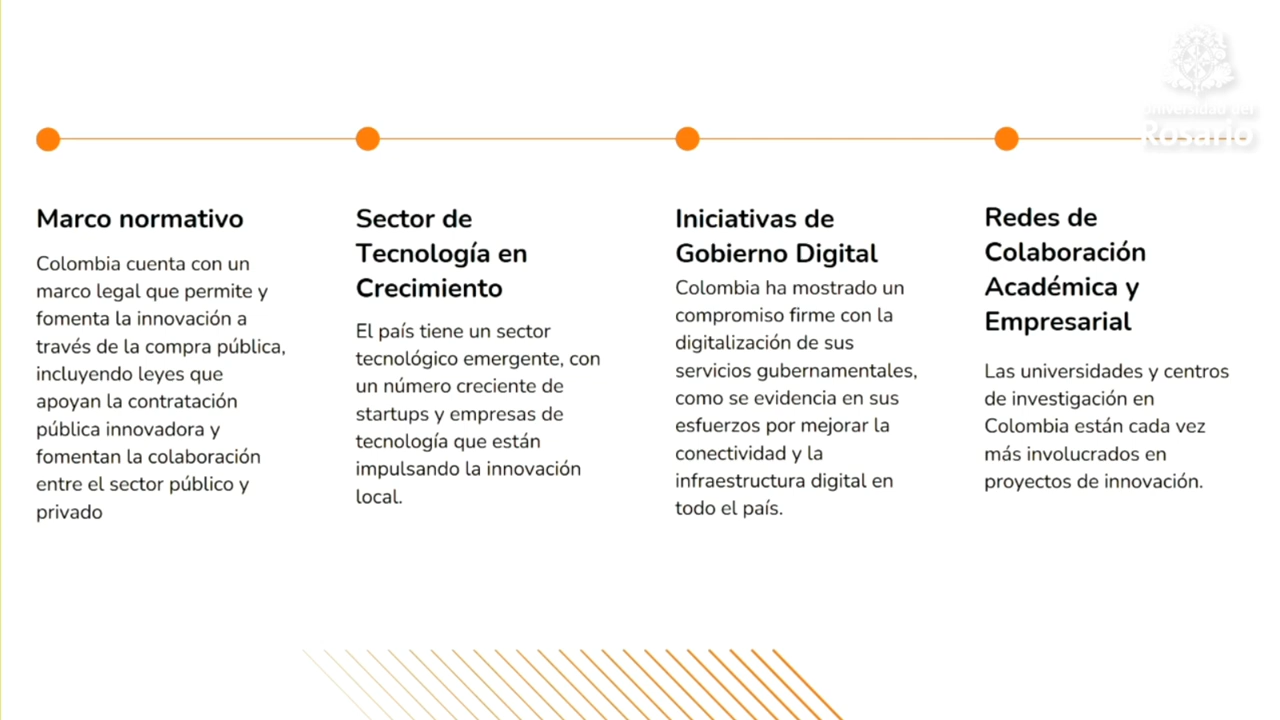 Universidad del
Rosario
Marco normativo
Colombia cuenta con un
marco legal que permite y
fomenta la innovación a
través de la compra pública,
incluyendo leyes que
apoyan la contratación
pública innovadora y
fomentan la colaboración
entre el sector público y
privado
Sector de
Tecnología en
Crecimiento
El país tiene un sector
tecnológico emergente, con
un número creciente de
startups y empresas de
tecnología que están
impulsando la innovación
local.
Iniciativas de
Gobierno Digital
Colombia ha mostrado un
compromiso firme con la
digitalización de sus
servicios gubernamentales,
como se evidencia en sus
esfuerzos por mejorar la
conectividad y la
infraestructura digital en
todo el país.
Redes de
Colaboración
Académica y
Empresarial
Las universidades y centros
de investigación en
Colombia están cada vez
más involucrados en
proyectos de innovación.